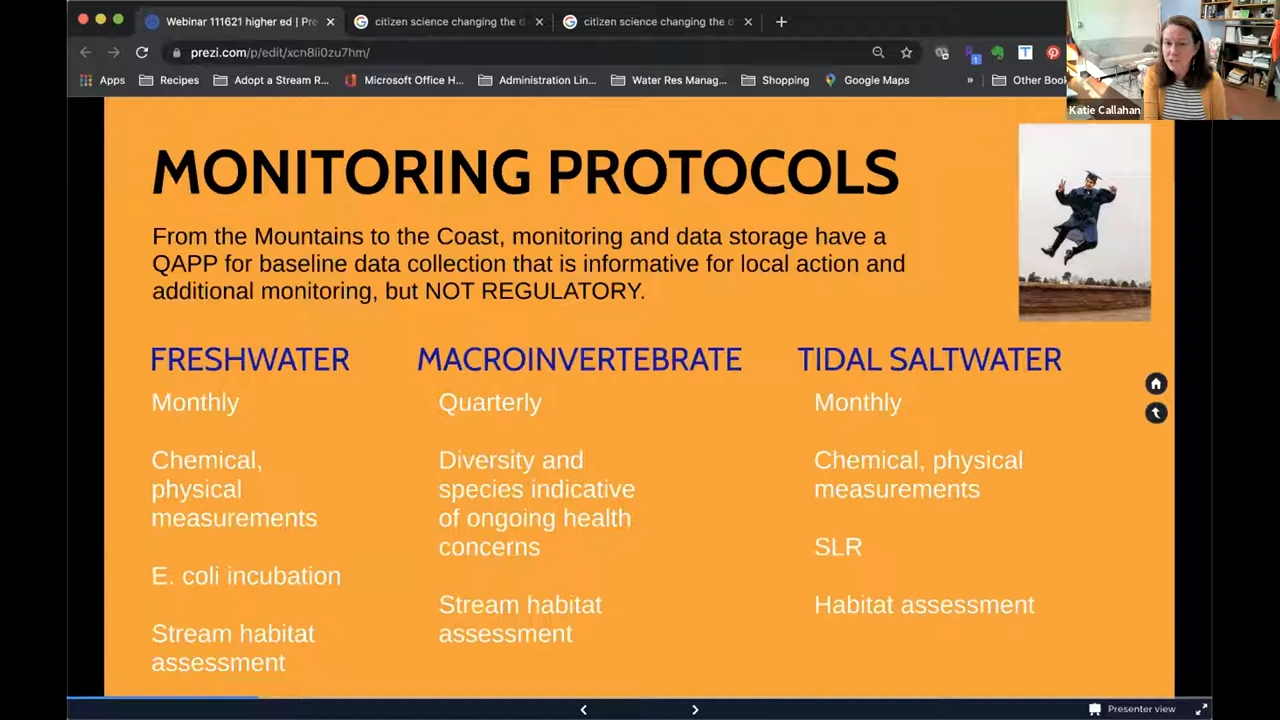 Webinar 111621 higher ed | Pre
citizen science changing the d
citizen science changing the d
prezi.com/p/edit/xcn8ii0zu7hm/
Apps
Recipes
Adopt a Stream R...
Microsoft Office H...
Administration Lin...
Water Res Manag...
Shopping
Google Maps
»
Other Boo
Katie Callahan
MONITORING PROTOCOLS
From the Mountains to the Coast, monitoring and data storage have a
QAPP for baseline data collection that is informative for local action and
additional monitoring, but NOT REGULATORY.
FRESHWATER
Monthly
Chemical,
physical
measurements
E. coli incubation
Stream habitat
assessment
MACROINVERTEBRATE
Quarterly
Diversity and
species indicative
of ongoing health
concerns
Stream habitat
assessment
TIDAL SALTWATER
Monthly
Chemical, physical
measurements
SLR
Habitat assessment
Presenter view